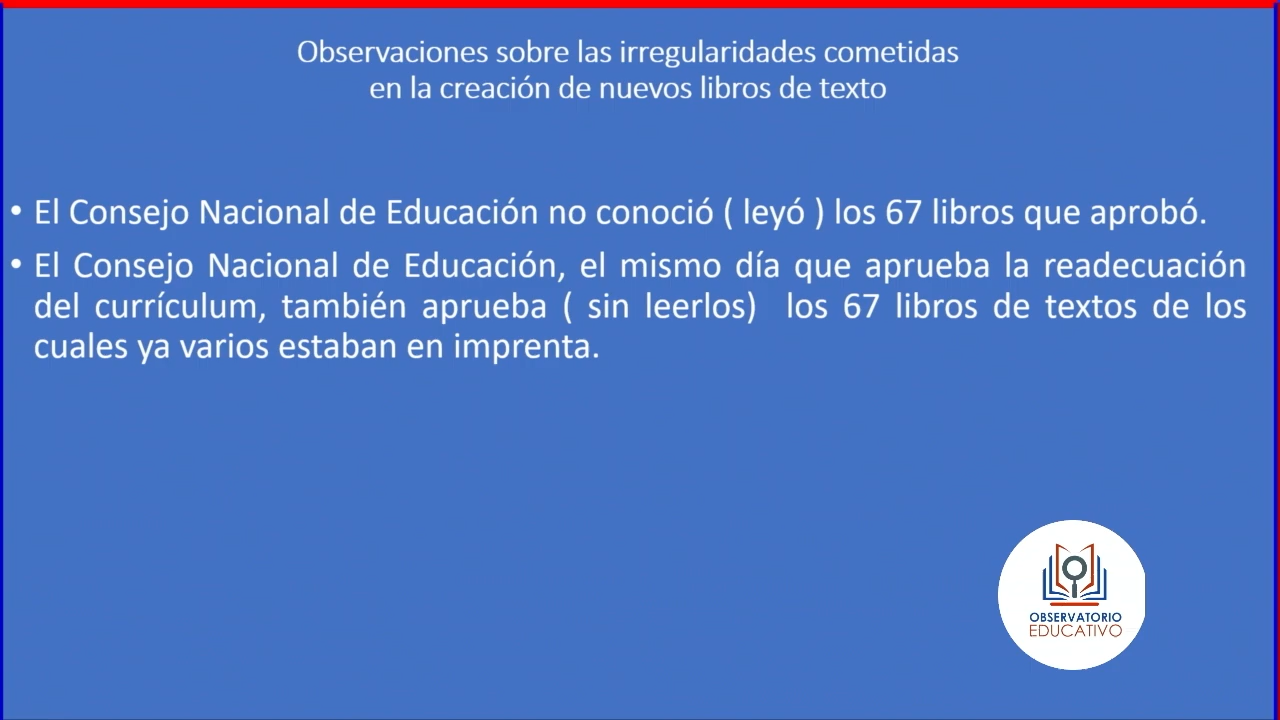 Observaciones sobre las irregularidades cometidas
en la creación de nuevos libros de texto
• El Consejo Nacional de Educación no conoció ( leyó ) los 67 libros que aprobó.
• El Consejo Nacional de Educación, el mismo día que aprueba la readecuación
del currículum, también aprueba ( sin leerlos) los 67 libros de textos de los
cuales ya varios estaban en imprenta.
OBSERVATORIO
EDUCATIVO